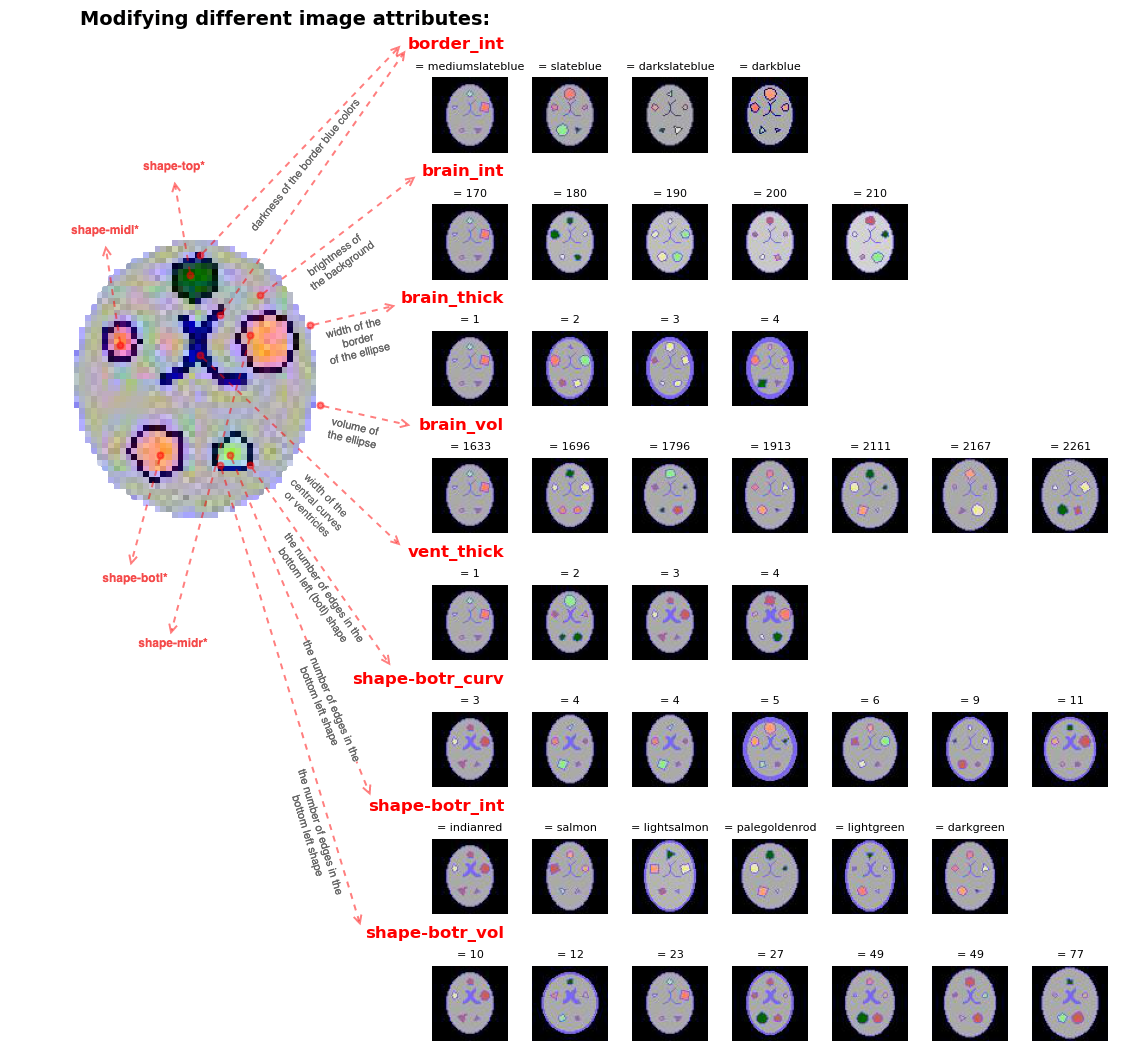 Modifying different image attributes:
border_int
= mediumslateblue = slateblue = darkslateblue = darkblue
darkness of the border blue colors
shape-top*
brain_int
= 170 = 180 = 190 = 200 = 210
shape-midl*
brightness of
the background
brain_thick
= 1 = 2 = 3 = 4
width of the
border
of the ellipse
brain_vol
= 1633 = 1696 = 1796 = 1913 = 2111 = 2167 = 2261
volume of
the ellipse
width of the
central curves
or ventricles
vent_thick
= 1 = 2 = 3 = 4
shape-botl*
the number of edges in the
bottom left (botl) shape
shape-midr*
shape-botr_curv
= 3 = 4 = 4 = 5 = 6 = 9 = 11
the number of edges in the
bottom left shape
shape-botr_int
= indianred = salmon = lightsalmon = palegoldenrod = lightgreen = darkgreen
the number of edges in the
bottom left shape
shape-botr_vol
= 10 = 12 = 23 = 27 = 49 = 49 = 77